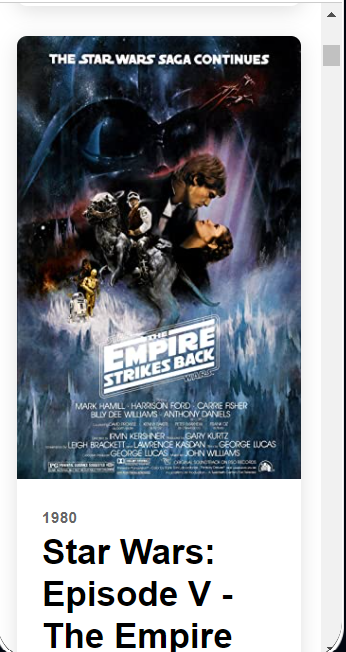 THE STAR WARS SAGA CONTINUES
THE
EMPIRE
STRIKES BACK
MARK HAMILL · HARRISON FORD · CARRIE FISHER
BILLY DEE WILLIAMS · ANTHONY DANIELS
IRVIN KERSHNER GARY KURTZ
LEIGH BRACKETT LAWRENCE KASDAN GEORGE LUCAS
GEORGE LUCAS JOHN WILLIAMS
PG
1980
Star Wars:
Episode V -
The Empire